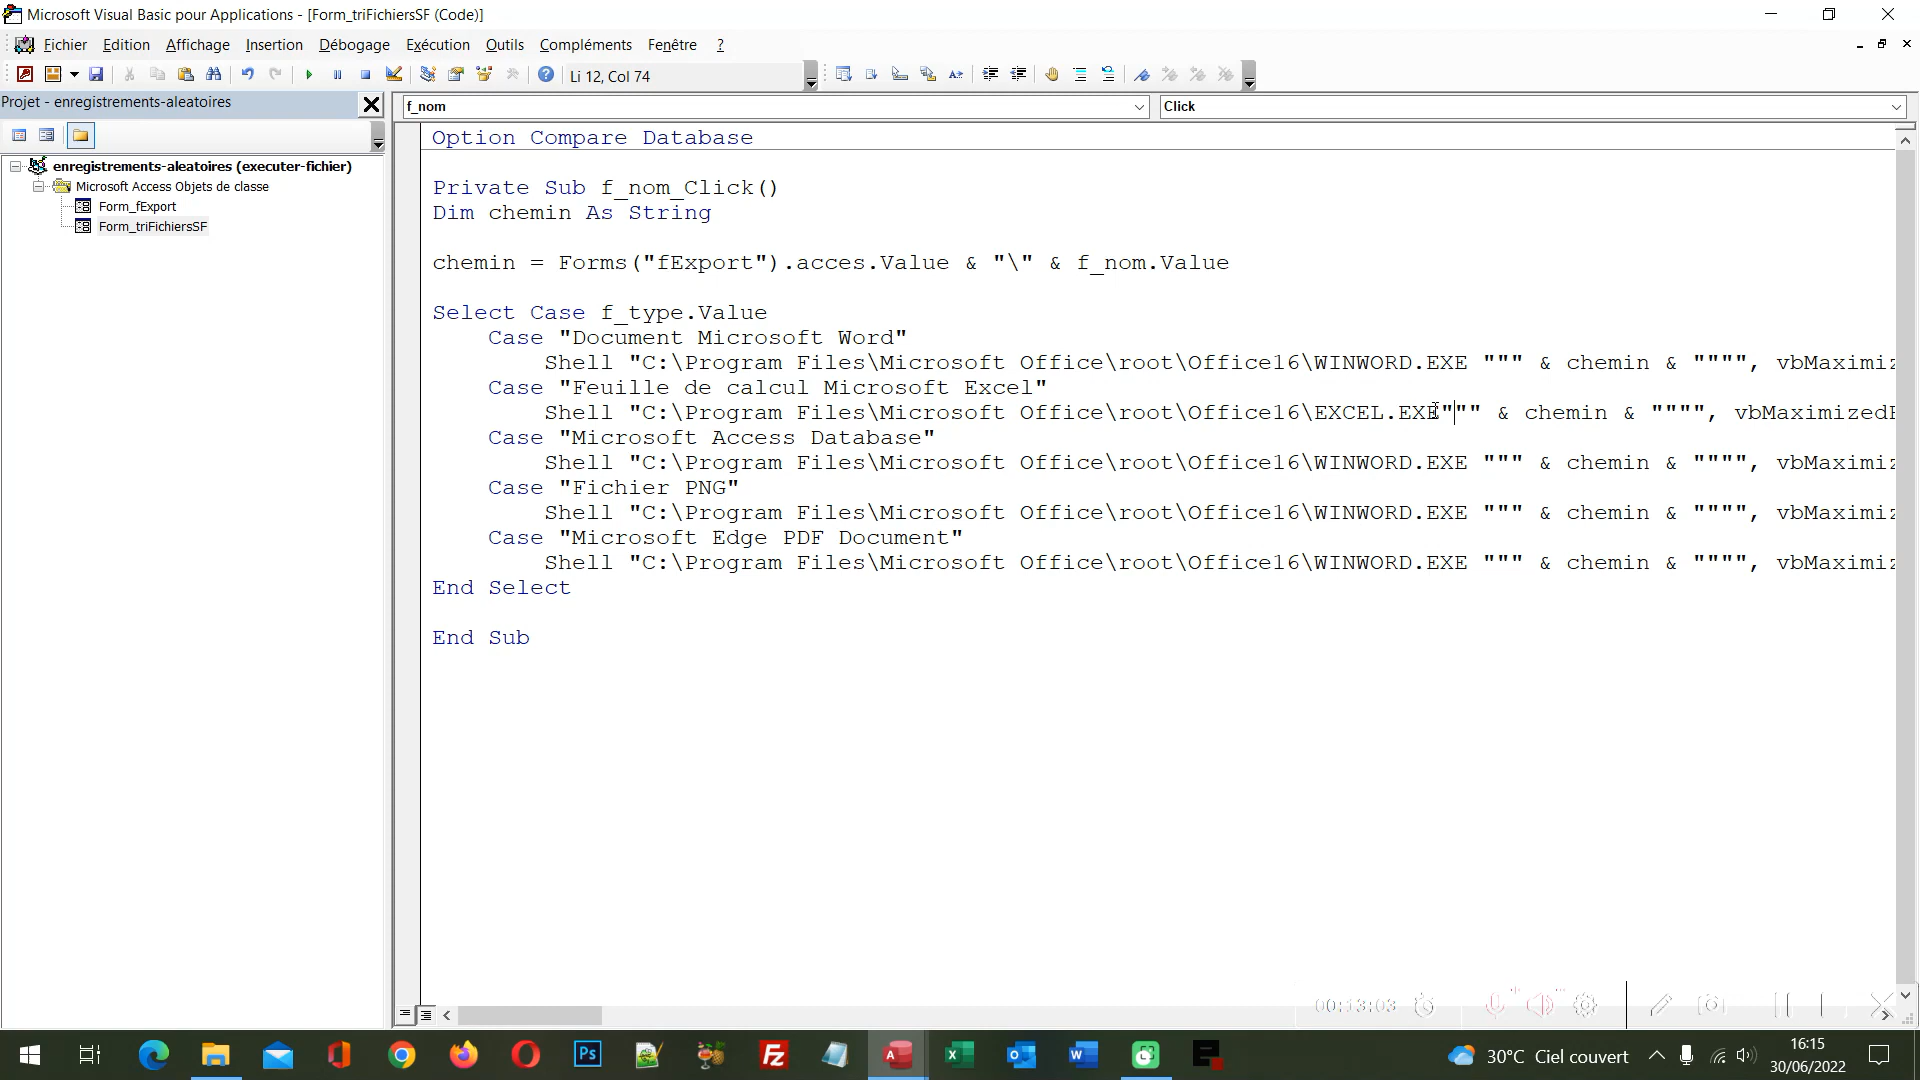 Microsoft Visual Basic pour Applications - [Form_triFichiersSF (Code)]
Fichier Edition Affichage Insertion Débogage Exécution Outils Compléments Fenêtre ?
Li 12, Col 74
Projet - enregistrements-aleatoires
f_nom
Click
enregistrements-aleatoires (executer-fichier)
Microsoft Access Objets de classe
Form_fExport
Form_triFichiersSF
Option Compare Database
Private Sub f_nom_Click()
Dim chemin As String
chemin = Forms("fExport").acces.Value & "\" & f_nom.Value
Select Case f_type.Value
Case "Document Microsoft Word"
Shell "C:\Program Files\Microsoft Office\root\Office16\WINWORD.EXE """ & chemin & """", vbMaximiz
Case "Feuille de calcul Microsoft Excel"
Shell "C:\Program Files\Microsoft Office\root\Office16\EXCEL.EXE""" & chemin & """", vbMaximizedF
Case "Microsoft Access Database"
Shell "C:\Program Files\Microsoft Office\root\Office16\WINWORD.EXE """ & chemin & """", vbMaximiz
Case "Fichier PNG"
Shell "C:\Program Files\Microsoft Office\root\Office16\WINWORD.EXE """ & chemin & """", vbMaximiz
Case "Microsoft Edge PDF Document"
Shell "C:\Program Files\Microsoft Office\root\Office16\WINWORD.EXE """ & chemin & """", vbMaximiz
End Select
End Sub
00:13:03
30°C Ciel couvert
16:15
30/06/2022